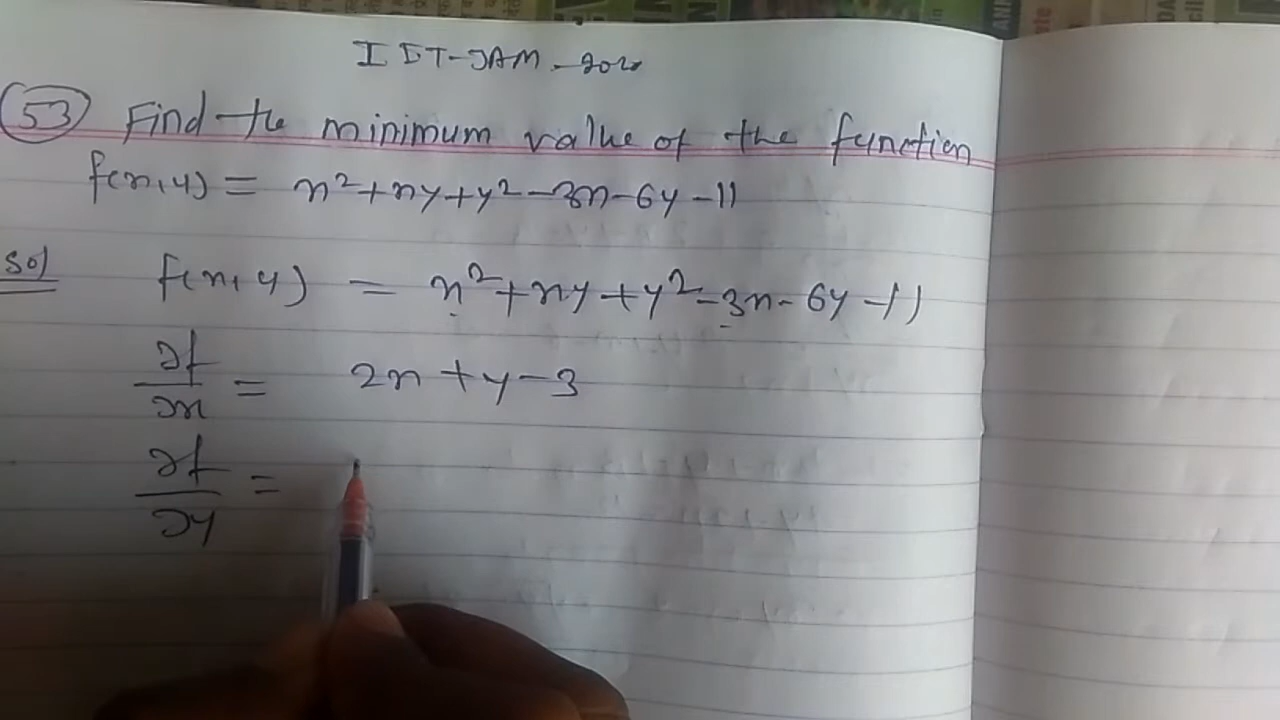 IIT-JAM-2020
53 Find the minimum value of the function
f(x,y) = x²+xy+y²-3x-6y-11
Sol f(x,y) = x²+xy+y²-3x-6y-11
∂f/∂x = 2x+y-3
∂f/∂y =